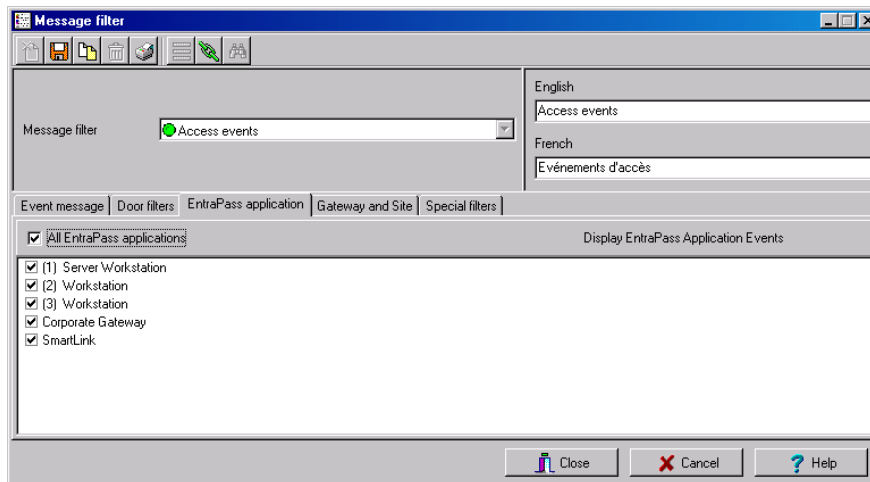 Message filter
English
Access events
Message filter
Access events
French
Evénements d'accès
Event message
Door filters
EntraPass application
Gateway and Site
Special filters
All EntraPass applications
Display EntraPass Application Events
(1) Server Workstation
(2) Workstation
(3) Workstation
Corporate Gateway
SmartLink
Close
Cancel
Help